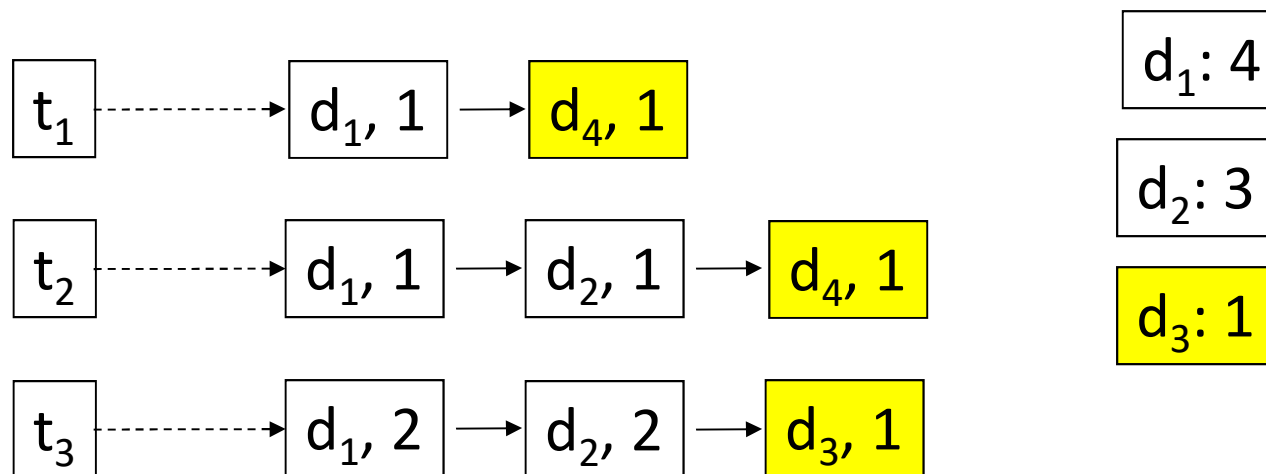 t₁ d₁, 1 d₄, 1
t₂ d₁, 1 d₂, 1 d₄, 1
t₃ d₁, 2 d₂, 2 d₃, 1
d₁: 4
d₂: 3
d₃: 1